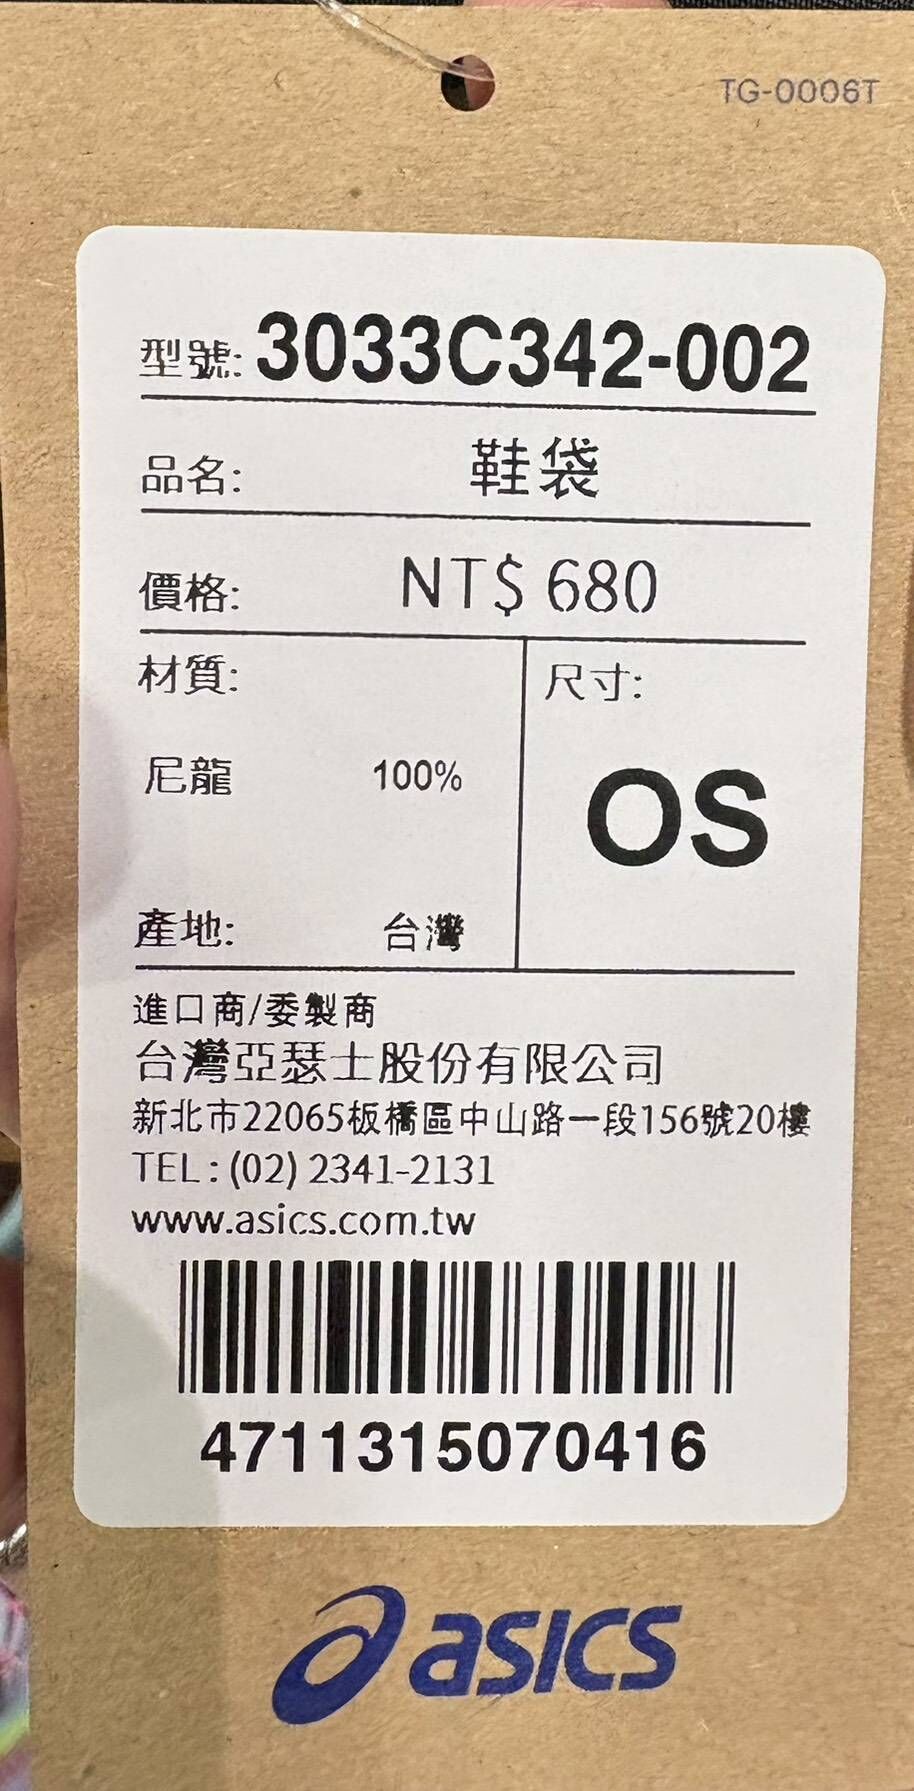 TG-0006T
型號: 3033C342-002
品名: 鞋袋
價格: NT$ 680
材質:
尺寸:
尼龍 100%
OS
產地: 台灣
進口商/委製商
台灣亞瑟士股份有限公司
新北市22065板橋區中山路一段156號20樓
TEL : (02) 2341-2131
www.asics.com.tw
4711315070416
asics